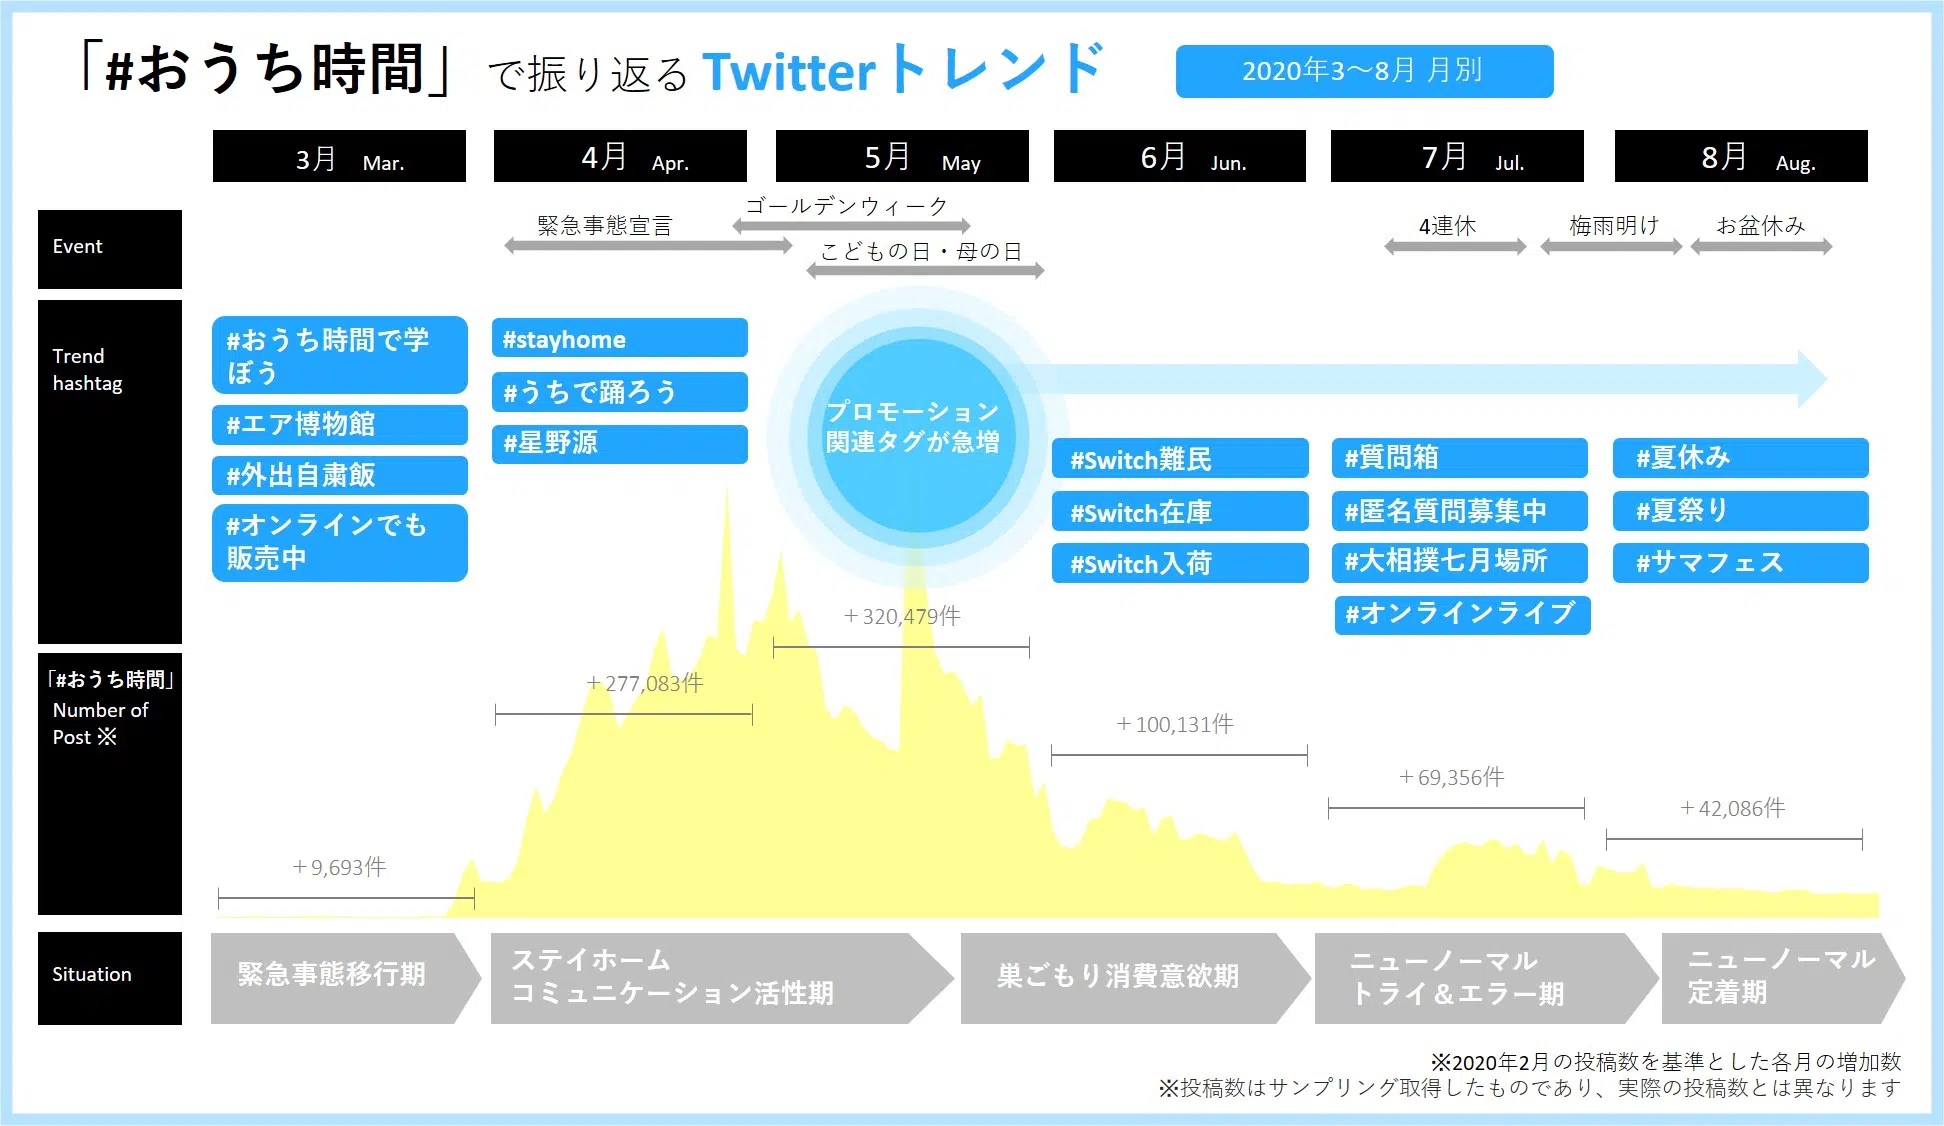 「#おうち時間」で振り返る Twitterトレンド
2020年3～8月 月別
3月 Mar.
4月 Apr.
5月 May
6月 Jun.
7月 Jul.
8月 Aug.
Event
緊急事態宣言
ゴールデンウィーク
こどもの日・母の日
4連休
梅雨明け
お盆休み
Trend
hashtag
#おうち時間で学
ぼう
#エア博物館
#外出自粛飯
#オンラインでも
販売中
#stayhome
#うちで踊ろう
#星野源
プロモーション
関連タグが急増
#Switch難民
#Switch在庫
#Switch入荷
#質問箱
#匿名質問募集中
#大相撲七月場所
#オンラインライブ
#夏休み
#夏祭り
#サマフェス
「#おうち時間」
Number of
Post ※
＋9,693件
＋277,083件
＋320,479件
＋100,131件
＋69,356件
＋42,086件
Situation
緊急事態移行期
ステイホーム
コミュニケーション活性期
巣ごもり消費意欲期
ニューノーマル
トライ＆エラー期
ニューノーマル
定着期
※2020年2月の投稿数を基準とした各月の増加数
※投稿数はサンプリング取得したものであり、実際の投稿数とは異なります